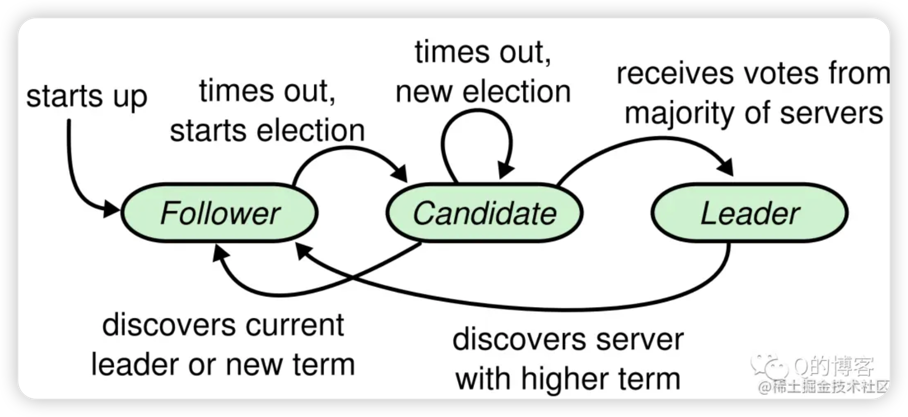 starts up
times out,
starts election
times out,
new election
receives votes from
majority of servers
Follower
Candidate
Leader
discovers current
leader or new term
discovers server
with higher term
O的博客
@稀土掘金技术社区